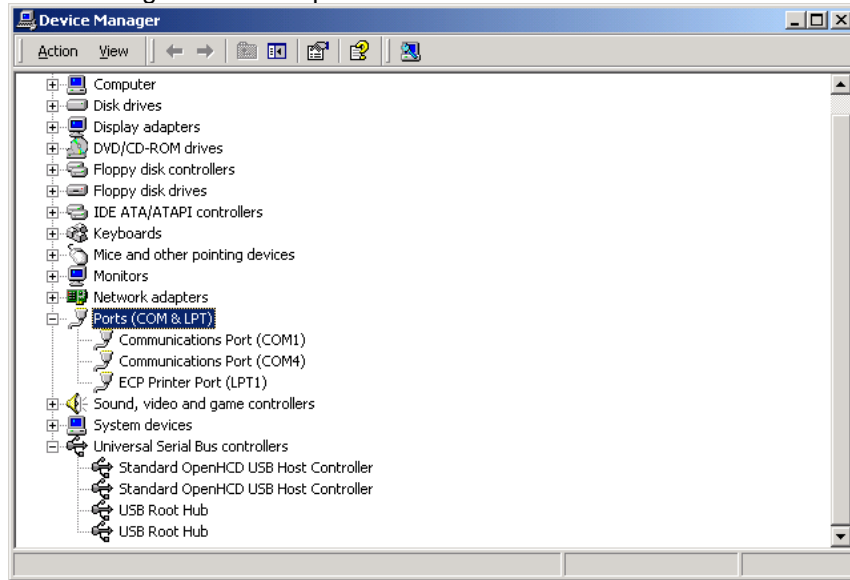 Device Manager
Action View
Computer
Disk drives
Display adapters
DVD/CD-ROM drives
Floppy disk controllers
Floppy disk drives
IDE ATA/ATAPI controllers
Keyboards
Mice and other pointing devices
Monitors
Network adapters
Ports (COM & LPT)
Communications Port (COM1)
Communications Port (COM4)
ECP Printer Port (LPT1)
Sound, video and game controllers
System devices
Universal Serial Bus controllers
Standard OpenHCD USB Host Controller
Standard OpenHCD USB Host Controller
USB Root Hub
USB Root Hub